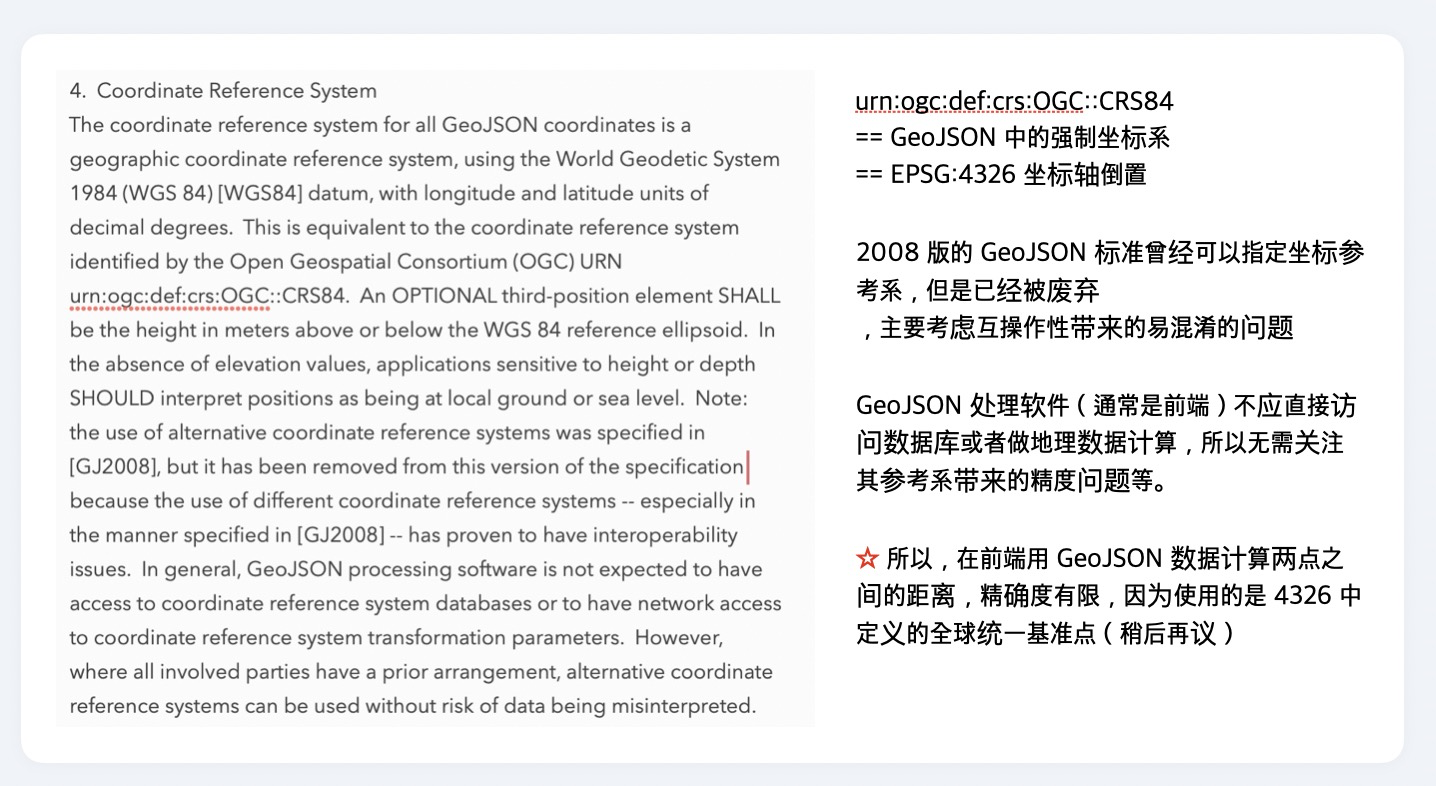 4.  Coordinate Reference System
The coordinate reference system for all GeoJSON coordinates is a
geographic coordinate reference system, using the World Geodetic System
1984 (WGS 84) [WGS84] datum, with longitude and latitude units of
decimal degrees.  This is equivalent to the coordinate reference system
identified by the Open Geospatial Consortium (OGC) URN
urn:ogc:def:crs:OGC::CRS84.  An OPTIONAL third-position element SHALL
be the height in meters above or below the WGS 84 reference ellipsoid.  In
the absence of elevation values, applications sensitive to height or depth
SHOULD interpret positions as being at local ground or sea level.  Note:
the use of alternative coordinate reference systems was specified in
[GJ2008], but it has been removed from this version of the specification
because the use of different coordinate reference systems -- especially in
the manner specified in [GJ2008] -- has proven to have interoperability
issues.  In general, GeoJSON processing software is not expected to have
access to coordinate reference system databases or to have network access
to coordinate reference system transformation parameters.  However,
where all involved parties have a prior arrangement, alternative coordinate
reference systems can be used without risk of data being misinterpreted.
urn:ogc:def:crs:OGC::CRS84
== GeoJSON 中的强制坐标系
== EPSG:4326 坐标轴倒置
2008 版的 GeoJSON 标准曾经可以指定坐标参
考系，但是已经被废弃
，主要考虑互操作性带来的易混淆的问题
GeoJSON 处理软件（通常是前端）不应直接访
问数据库或者做地理数据计算，所以无需关注
其参考系带来的精度问题等。
☆ 所以，在前端用 GeoJSON 数据计算两点之
间的距离，精确度有限，因为使用的是 4326 中
定义的全球统一基准点（稍后再议）